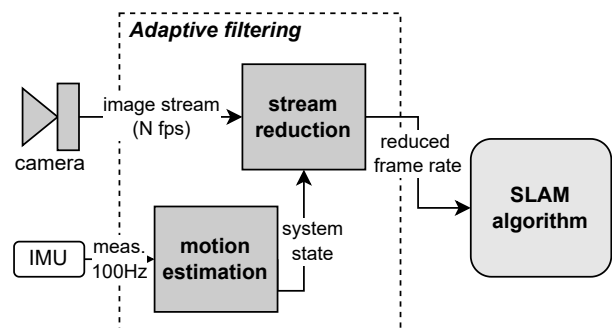 Adaptive filtering
image stream
(N fps)
camera
stream
reduction
reduced
frame rate
SLAM
algorithm
IMU
meas.
100Hz
motion
estimation
system
state